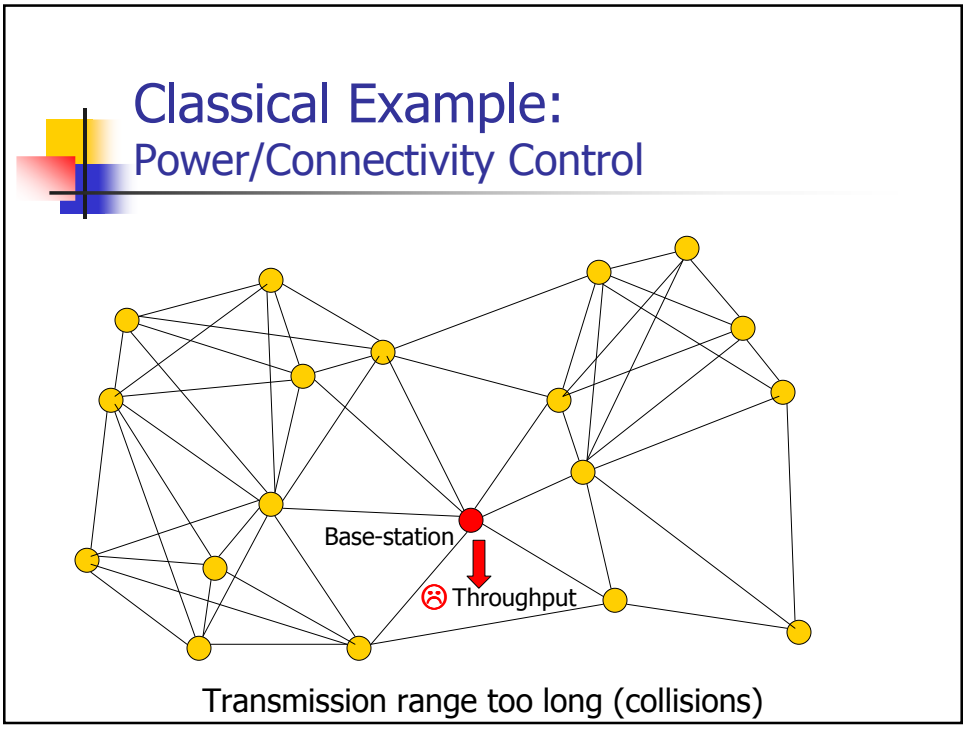 Classical Example:
Power/Connectivity Control
Base-station
Throughput
Transmission range too long (collisions)